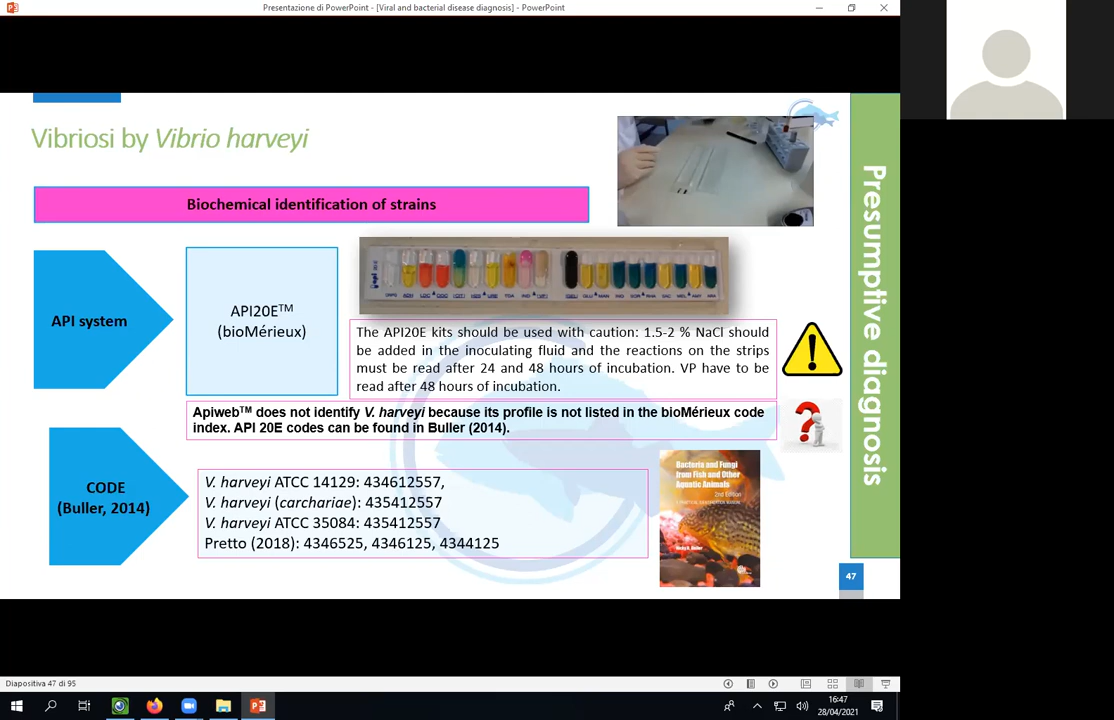 Presentazione di PowerPoint - [Viral and bacterial disease diagnosis] - PowerPoint
Vibriosi by Vibrio harveyi
Biochemical identification of strains
API system
API20E™
(bioMérieux)
The API20E kits should be used with caution: 1.5-2 % NaCl should
be added in the inoculating fluid and the reactions on the strips
must be read after 24 and 48 hours of incubation. VP have to be
read after 48 hours of incubation.
Apiweb™ does not identify V. harveyi because its profile is not listed in the bioMérieux code
index. API 20E codes can be found in Buller (2014).
CODE
(Buller, 2014)
V. harveyi ATCC 14129: 434612557,
V. harveyi (carchariae): 435412557
V. harveyi ATCC 35084: 435412557
Pretto (2018): 4346525, 4346125, 4344125
Bacteria and Fungi
from Fish and Other
Aquatic Animals
2nd Edition
Presumptive diagnosis
47
Diapositiva 47 di 95
16:47
28/04/2021